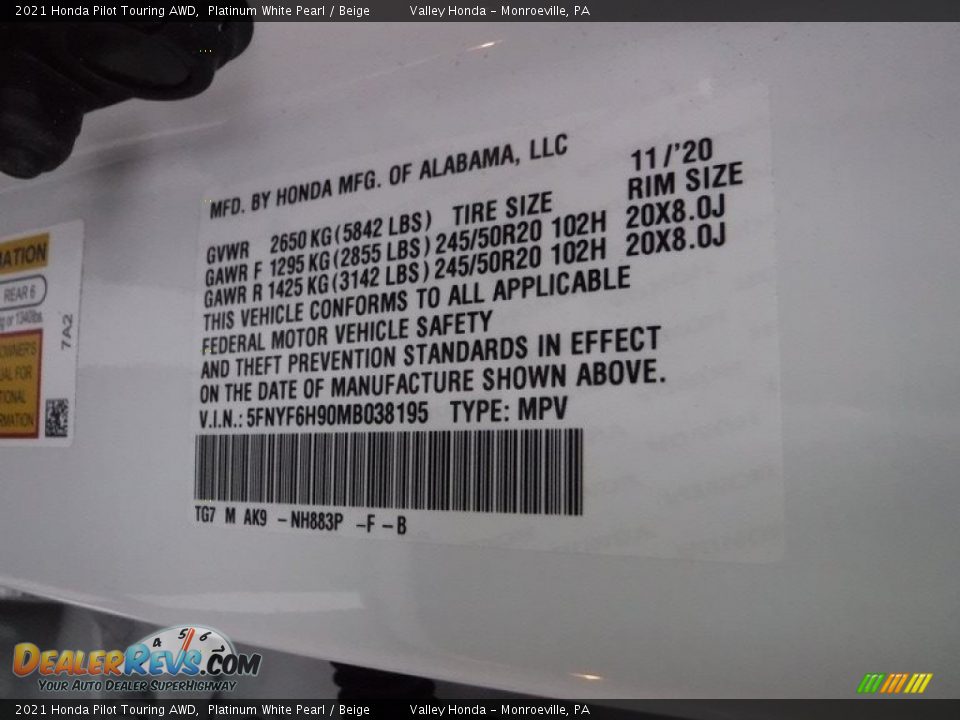 2021 Honda Pilot Touring AWD, Platinum White Pearl / Beige Valley Honda - Monroeville, PA
MFD. BY HONDA MFG. OF ALABAMA, LLC 11/'20
GVWR 2650 KG (5842 LBS) TIRE SIZE RIM SIZE
GAWR F 1295 KG (2855 LBS) 245/50R20 102H 20X8.0J
GAWR R 1425 KG (3142 LBS) 245/50R20 102H 20X8.0J
THIS VEHICLE CONFORMS TO ALL APPLICABLE
FEDERAL MOTOR VEHICLE SAFETY
AND THEFT PREVENTION STANDARDS IN EFFECT
ON THE DATE OF MANUFACTURE SHOWN ABOVE.
V.I.N.: 5FNYF6H90MB038195 TYPE: MPV
TG7 M AK9 -NH883P -F -B
REAR 6
7A2
4 5 6 7
DEALERREVS.COM
YOUR AUTO DEALER SUPERHIGHWAY
2021 Honda Pilot Touring AWD, Platinum White Pearl / Beige Valley Honda - Monroeville, PA